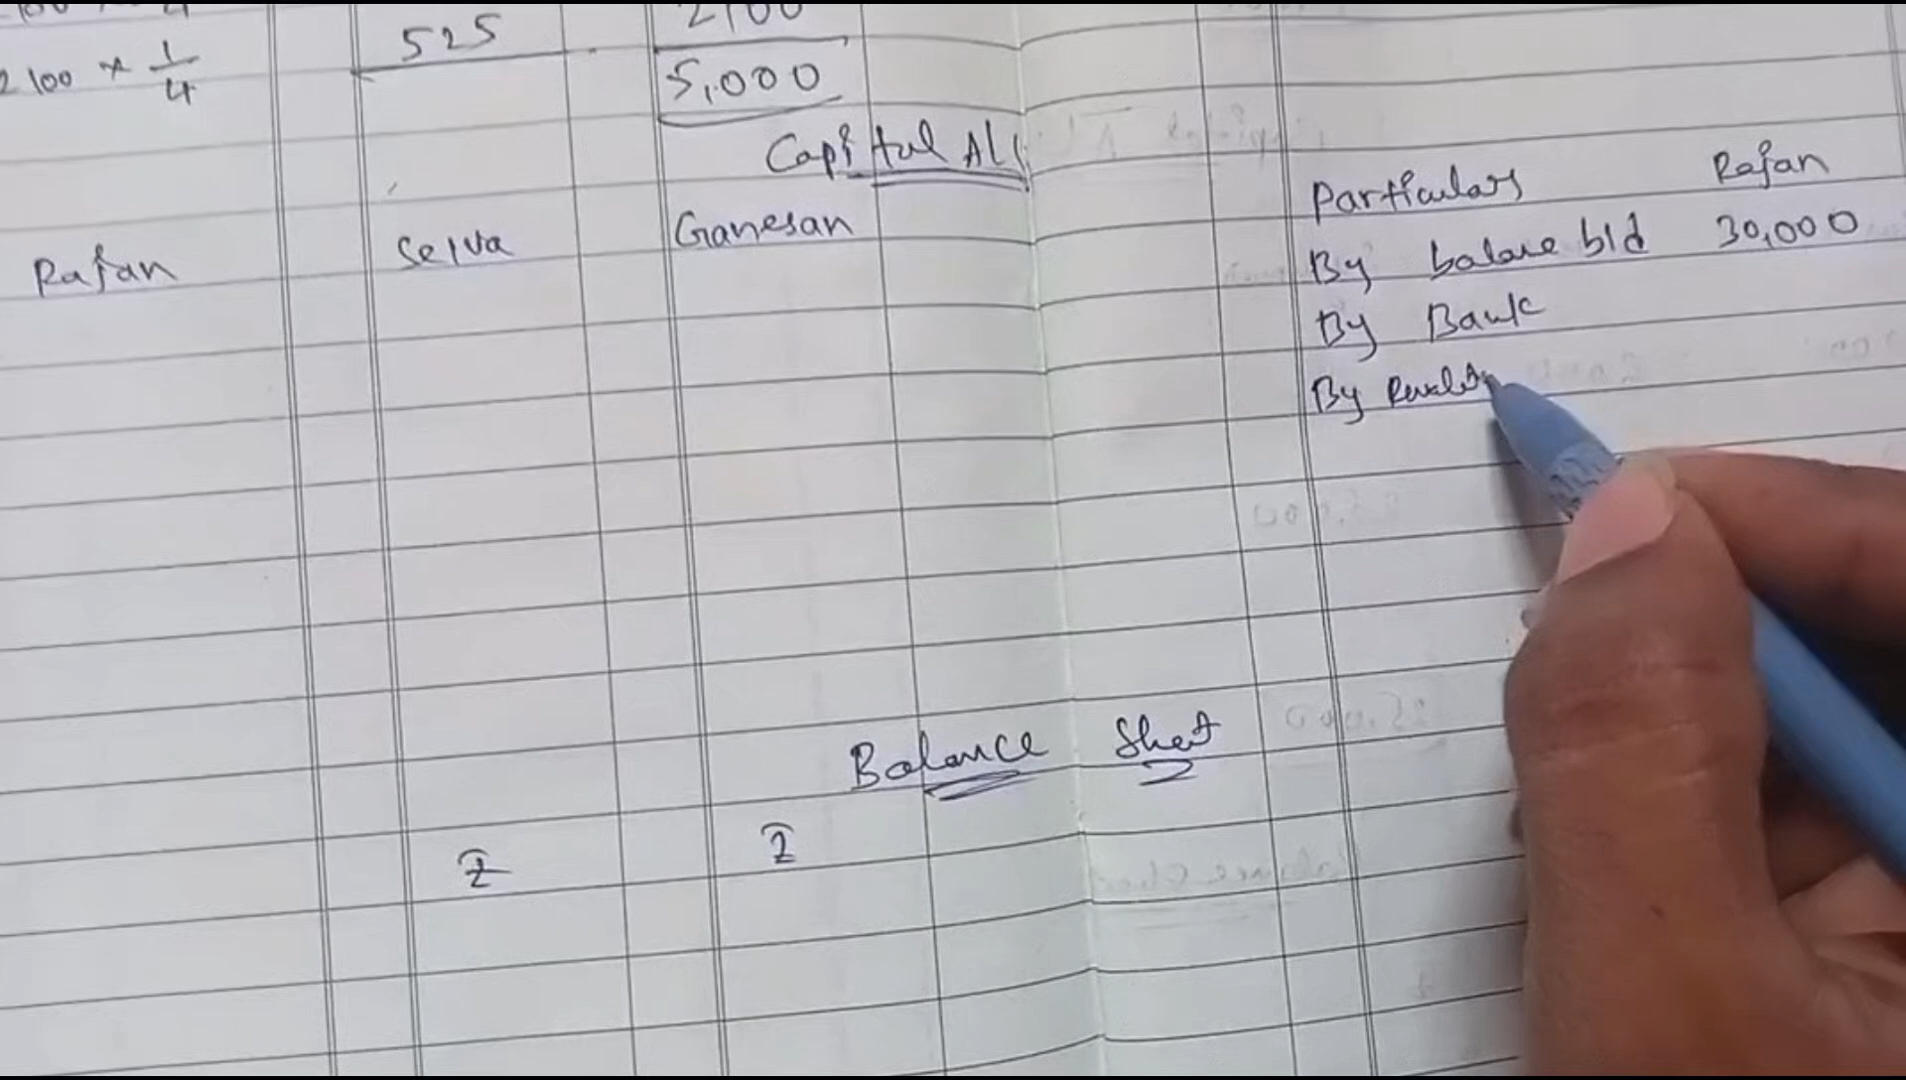 2100 × 1/4
525
2100
5,000
Capital A/c
Rajan Selva Ganesan
Particulars Rajan
By balance b/d 30,000
By Bank
By
Balance Sheet